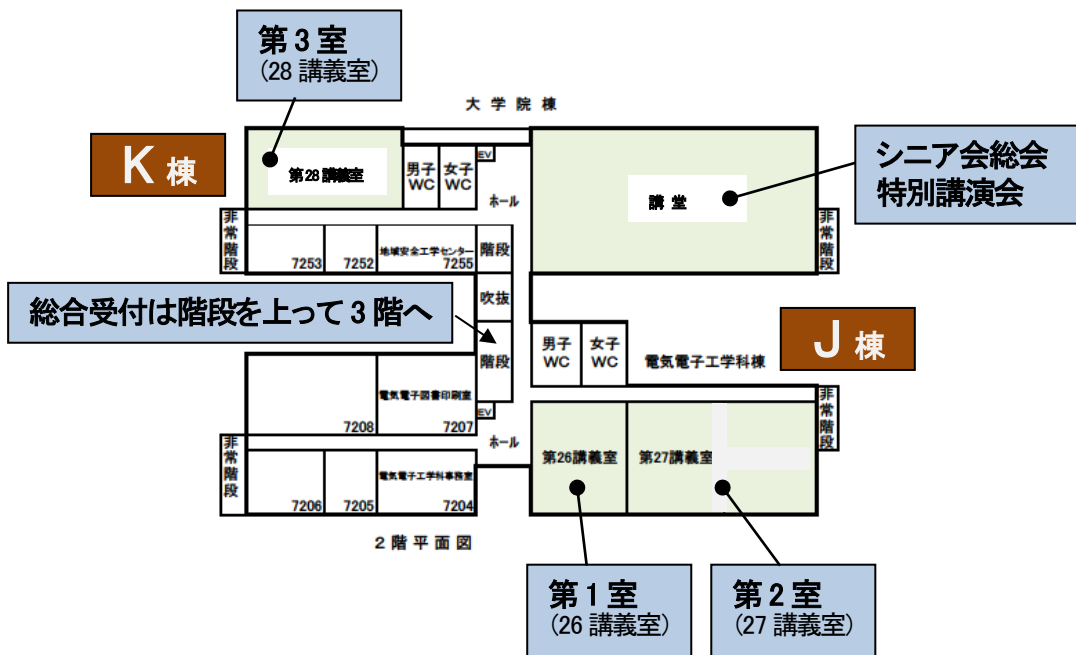 第3室
(28 講義室)
大学院棟
K 棟
第28講義室
男子
WC
女子
WC
EV
ホール
講 堂
シニア会総会
特別講演会
非常階段
非常階段
7253
7252
地域安全工学センター
7255
階段
吹抜
総合受付は階段を上って3階へ
階段
男子
WC
女子
WC
電気電子工学科棟
J 棟
7208
電気電子図書印刷室
7207
EV
ホール
非常階段
非常階段
7206
7205
電気電子工学科事務室
7204
第26講義室
第27講義室
2階平面図
第1室
(26 講義室)
第2室
(27 講義室)